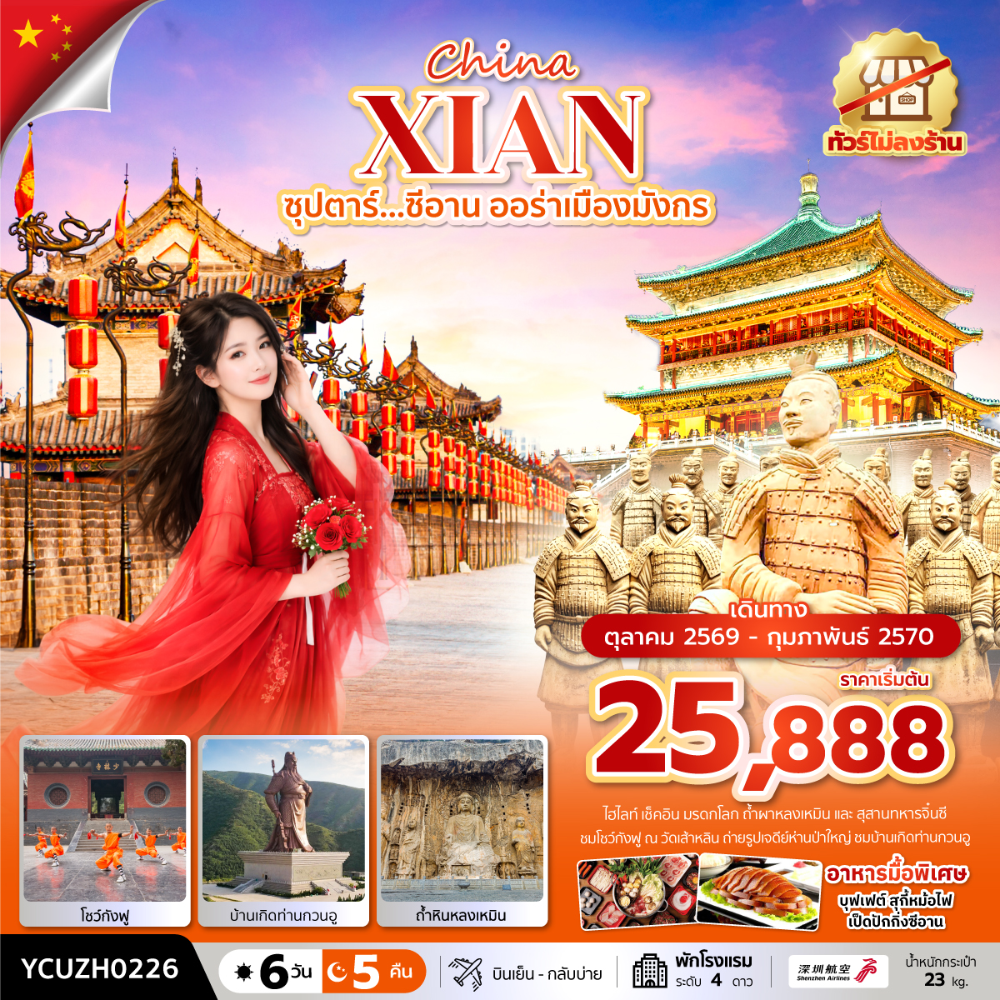 China
XIAN
ซุปตาร์...ซีอาน ออร่าเมืองมังกร
SHOP
ทัวร์ไม่ลงร้าน
เดินทาง
ตุลาคม 2569 - กุมภาพันธ์ 2570
ราคาเริ่มต้น
25,888
ไฮไลท์ เช็คอิน มรดกโลก ถ้ำผาหลงเหมิน และ สุสานทหารจิ๋นซี
ชมโชว์กังฟู ณ วัดเส้าหลิน ถ่ายรูปเจดีย์ห่านป่าใหญ่ ชมบ้านเกิดท่านกวนอู
อาหารมื้อพิเศษ
บุฟเฟต์ สุกี้หม้อไฟ
เป็ดปักกิ่งซีอาน
寺林少
โชว์กังฟู
บ้านเกิดท่านกวนอู
ถ้ำหินหลงเหมิน
YCUZH0226
6 วัน 5 คืน
บินเย็น - กลับบ่าย
พักโรงแรม
ระดับ 4 ดาว
深圳航空
Shenzhen Airlines
น้ำหนักกระเป๋า
23 kg.